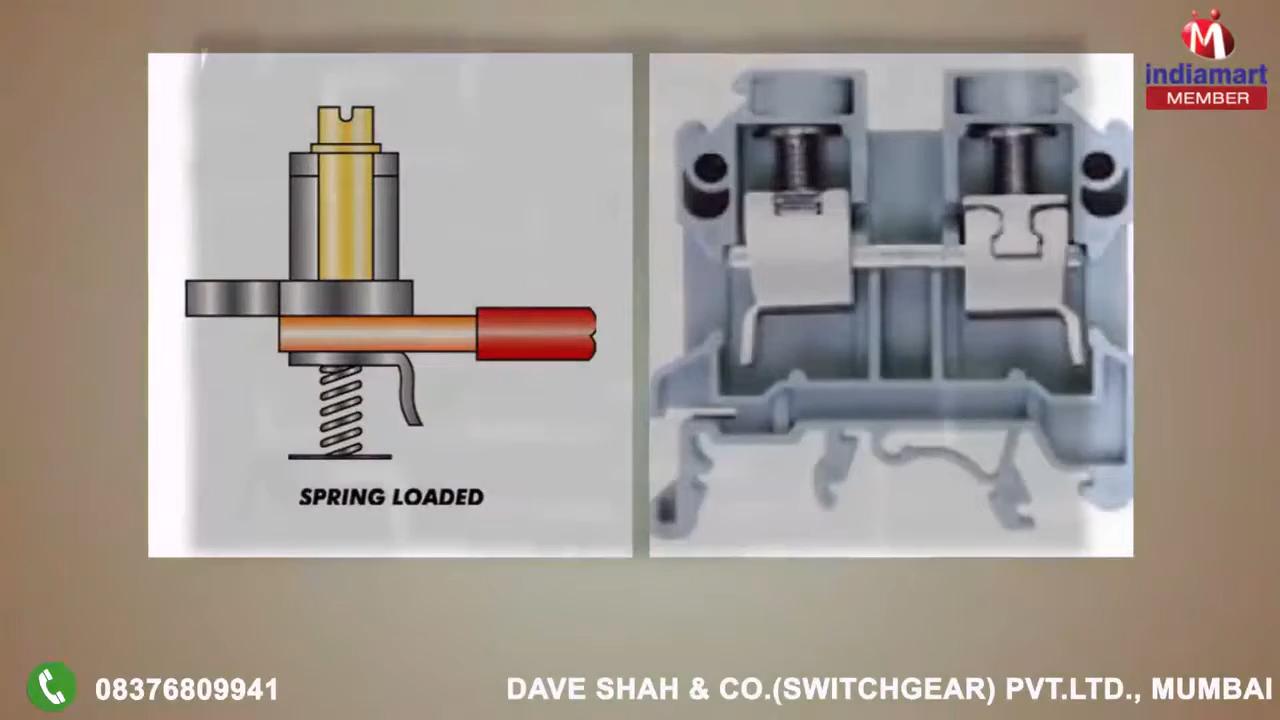 indiamart
MEMBER
SPRING LOADED
08376809941
DAVE SHAH & CO.(SWITCHGEAR) PVT.LTD., MUMBAI